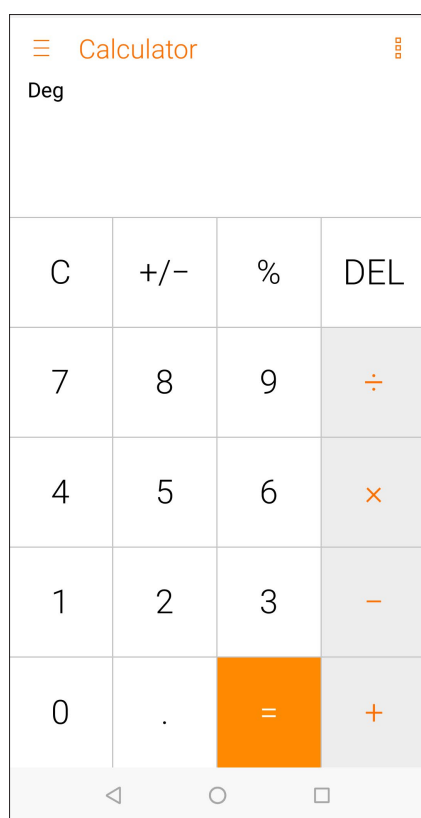 Calculator
Deg
C +/− % DEL
7 8 9 ÷
4 5 6 ×
1 2 3 −
0 . = +